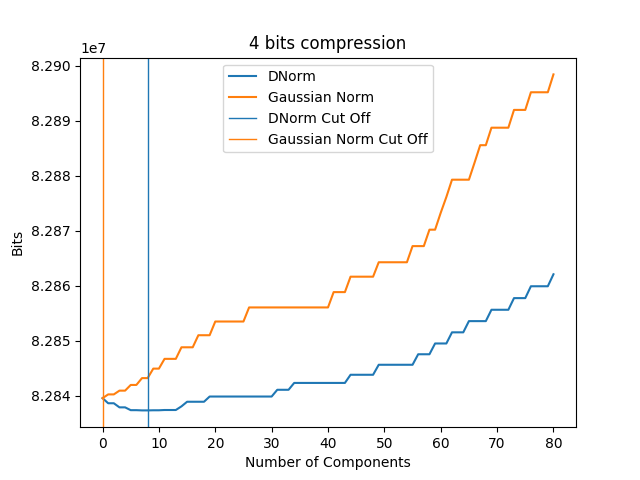 4 bits compression
1e7
8.290
8.289
8.288
8.287
8.286
8.285
8.284
Bits
DNorm
Gaussian Norm
DNorm Cut Off
Gaussian Norm Cut Off
0 10 20 30 40 50 60 70 80
Number of Components